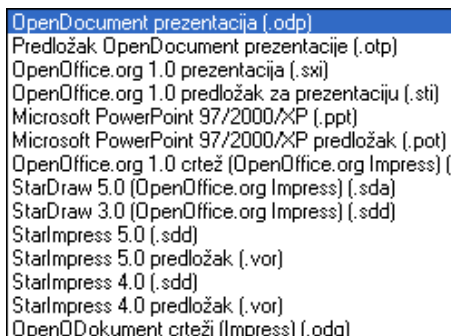 OpenDocument prezentacija (.odp)
Predložak OpenDocument prezentacije (.otp)
OpenOffice.org 1.0 prezentacija (.sxi)
OpenOffice.org 1.0 predložak za prezentaciju (.sti)
Microsoft PowerPoint 97/2000/XP (.ppt)
Microsoft PowerPoint 97/2000/XP predložak (.pot)
OpenOffice.org 1.0 crtež (OpenOffice.org Impress) (
StarDraw 5.0 (OpenOffice.org Impress) (.sda)
StarDraw 3.0 (OpenOffice.org Impress) (.sdd)
StarImpress 5.0 (.sdd)
StarImpress 5.0 predložak (.vor)
StarImpress 4.0 (.sdd)
StarImpress 4.0 predložak (.vor)
OpenODokument crteži (Impress) (.odg)